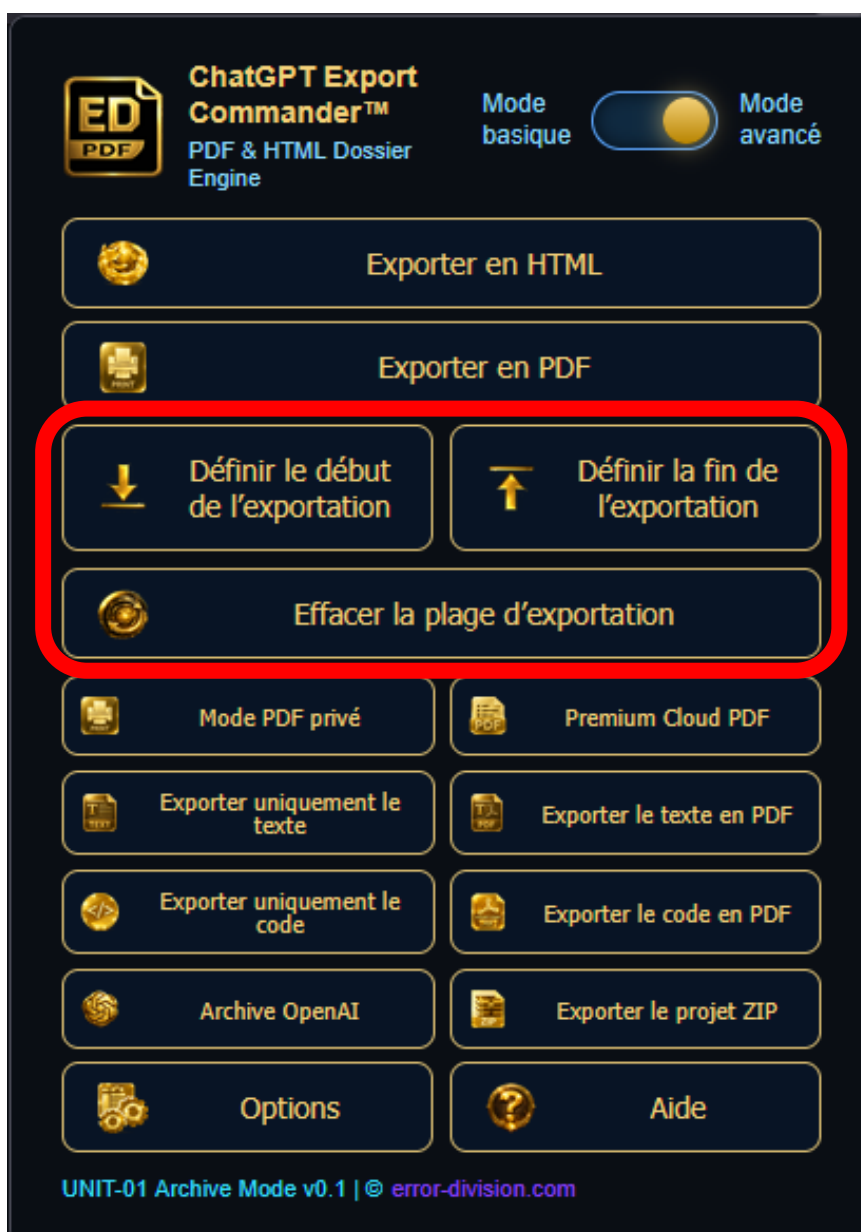 ED
PDF
ChatGPT Export
Commander™
PDF & HTML Dossier
Engine
Mode
basique
Mode
avancé
Exporter en HTML
PRINT
Exporter en PDF
Définir le début
de l’exportation
Définir la fin de
l’exportation
Effacer la plage d’exportation
PRINT
Mode PDF privé
PDF
Premium Cloud PDF
TEXT
Exporter uniquement le
texte
PDF
Exporter le texte en PDF
</>
Exporter uniquement le
code
Exporter le code en PDF
Archive OpenAI
ZIP
Exporter le projet ZIP
Options
?
Aide
UNIT-01 Archive Mode v0.1 | © error-division.com